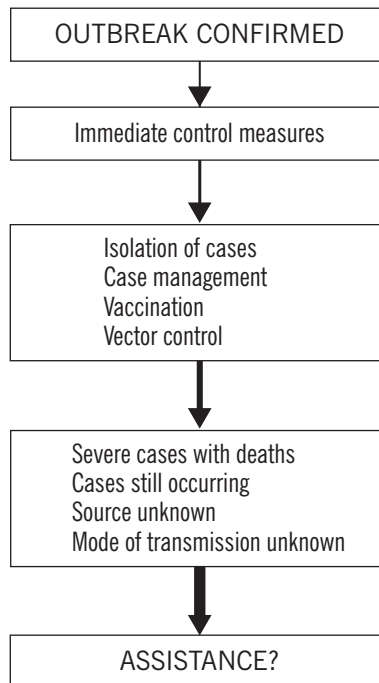 OUTBREAK CONFIRMED
Immediate control measures
Isolation of cases
Case management
Vaccination
Vector control
Severe cases with deaths
Cases still occurring
Source unknown
Mode of transmission unknown
ASSISTANCE?